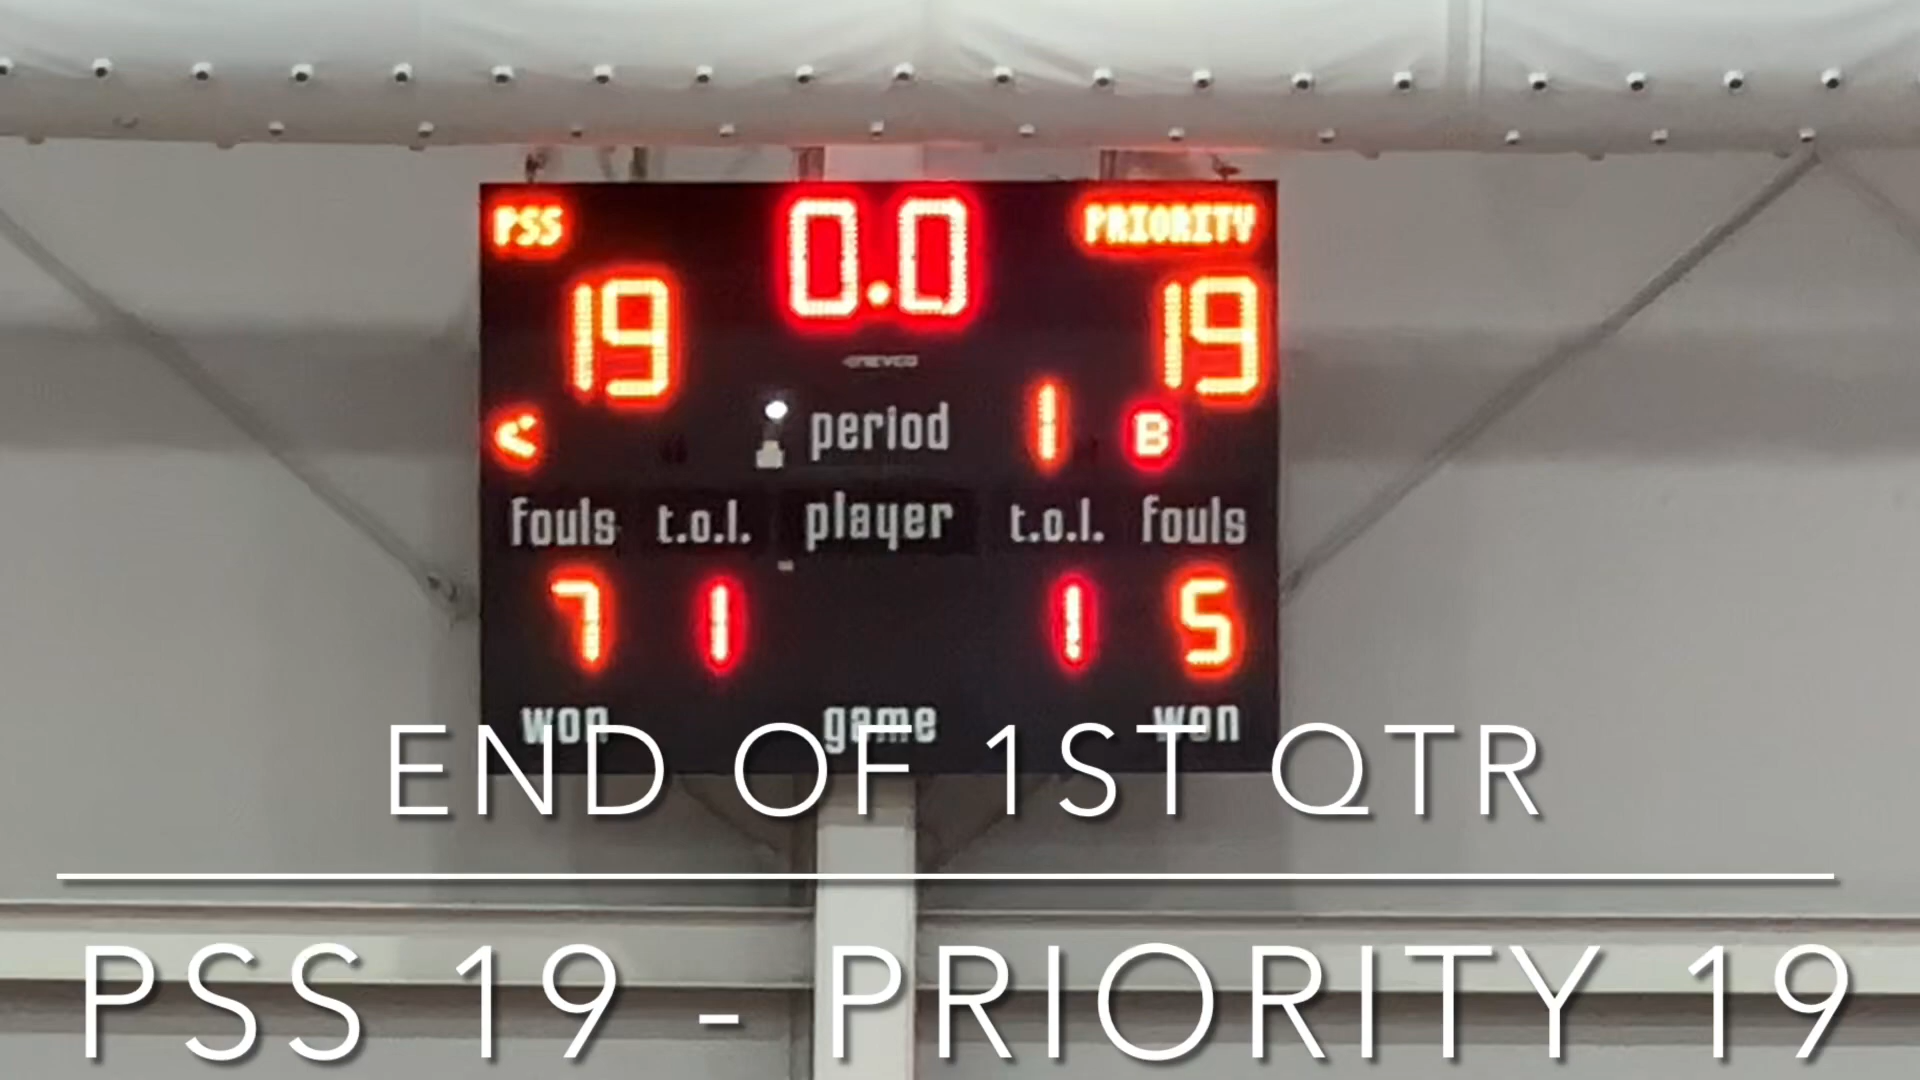 PSS 0.0 PRIORITY
19 19
NEVCO
< period 1 B
fouls t.o.l. player t.o.l. fouls
7 1 1 5
won game won
END OF 1ST QTR
PSS 19 - PRIORITY 19